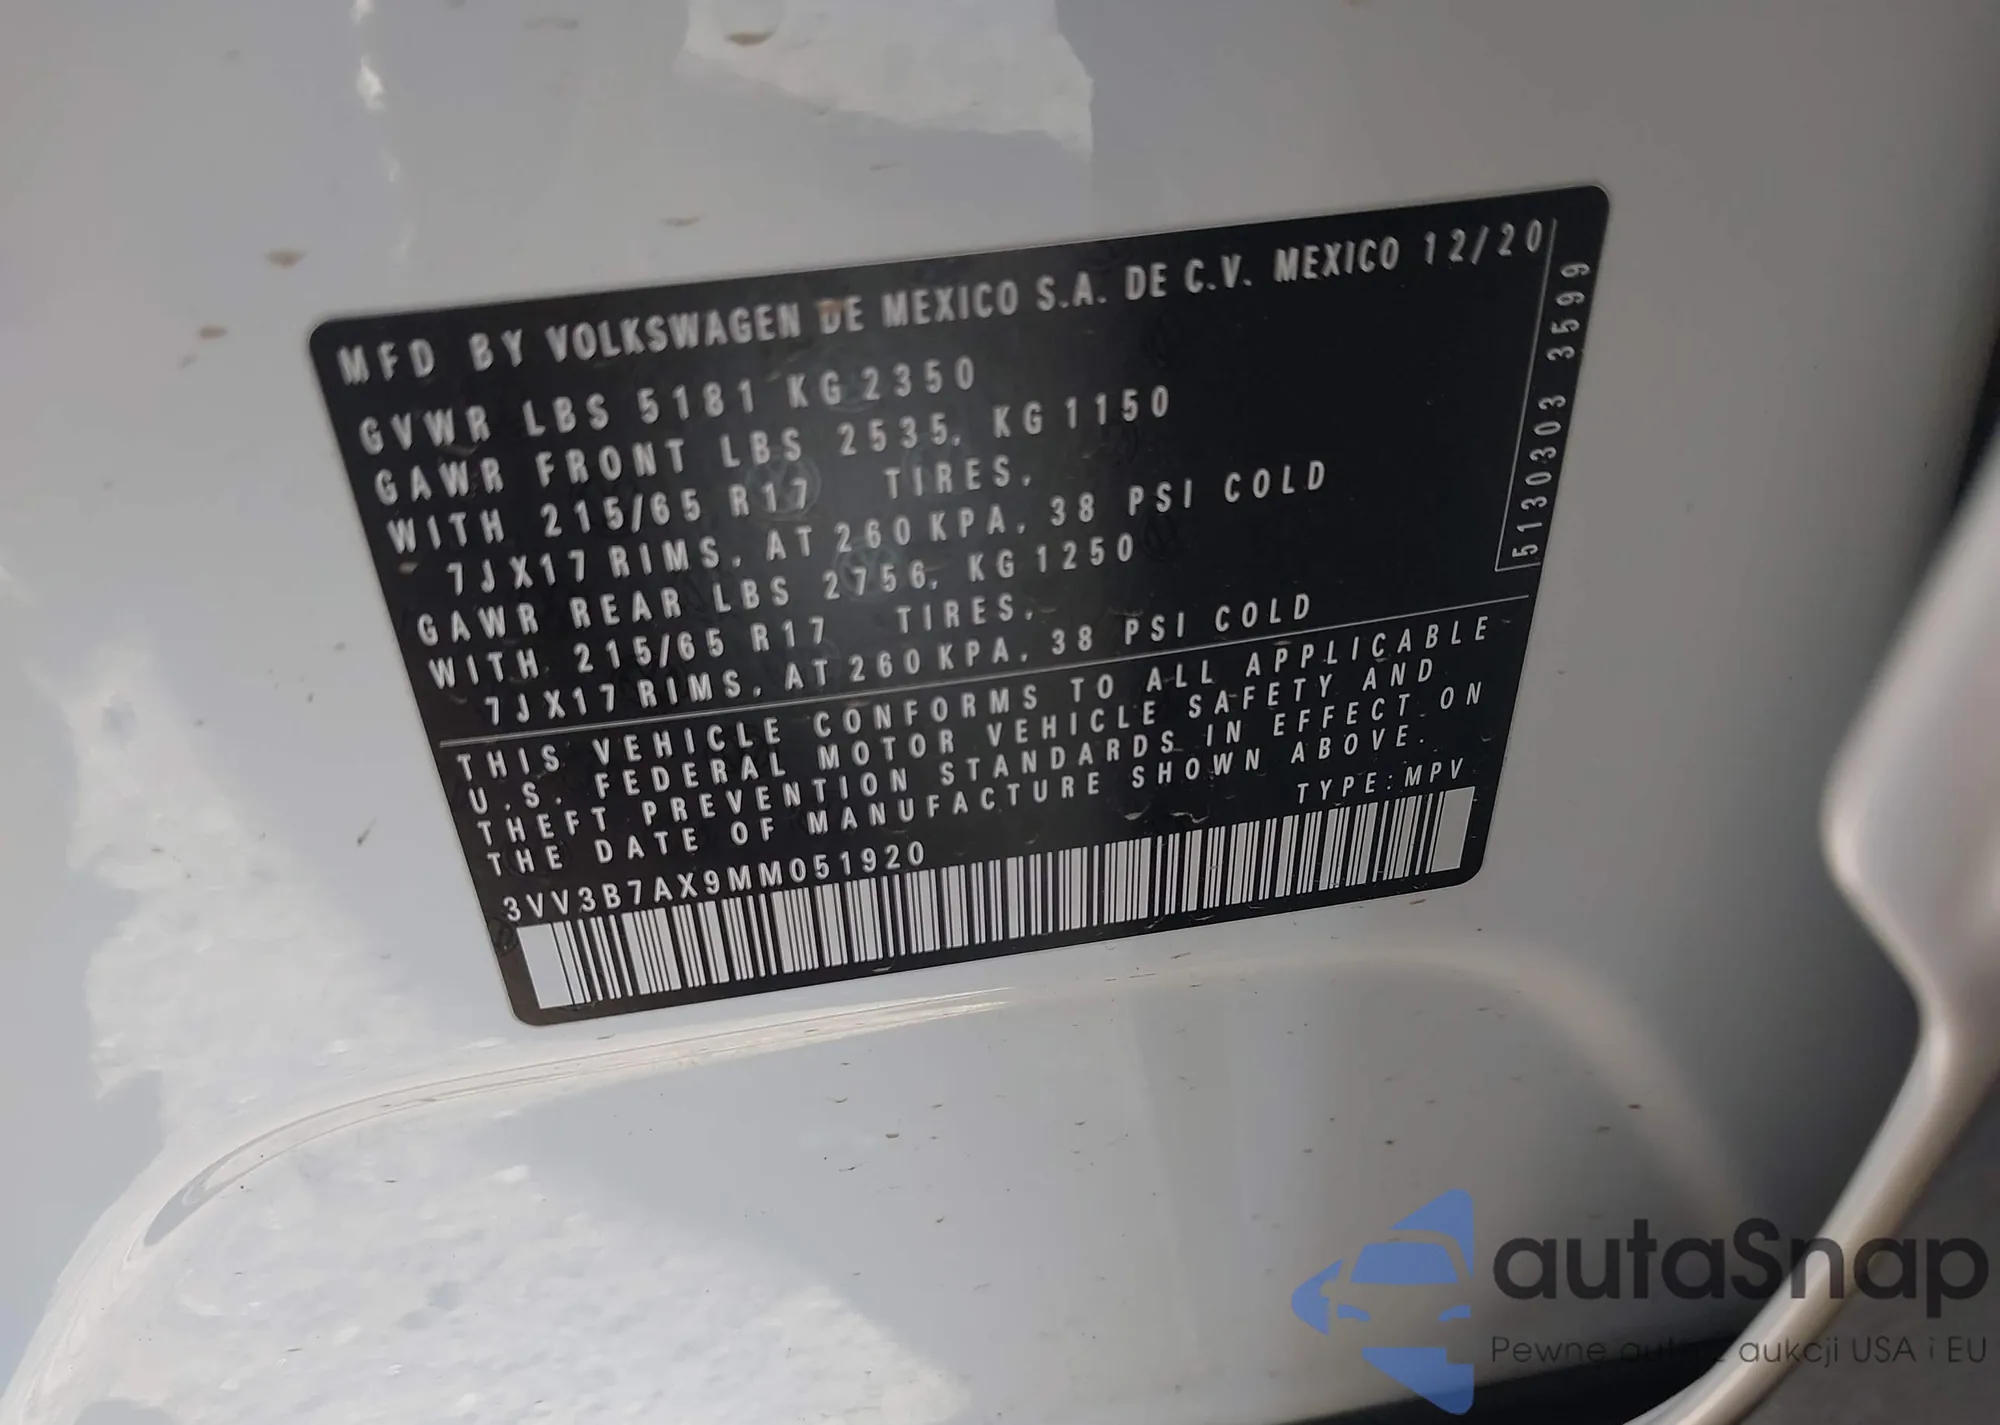 MFD BY VOLKSWAGEN DE MEXICO S.A. DE C.V. MEXICO 12/20
GVWR LBS 5181 KG 2350
GAWR FRONT LBS 2535, KG 1150
WITH 215/65 R17 TIRES,
7JX17 RIMS, AT 260 KPA, 38 PSI COLD
GAWR REAR LBS 2756, KG 1250
WITH 215/65 R17 TIRES,
7JX17 RIMS, AT 260 KPA, 38 PSI COLD
5130303 3599
THIS VEHICLE CONFORMS TO ALL APPLICABLE
U.S. FEDERAL MOTOR VEHICLE SAFETY AND
THEFT PREVENTION STANDARDS IN EFFECT ON
THE DATE OF MANUFACTURE SHOWN ABOVE.
TYPE: MPV
3VV3B7AX9MM051920
autaSnap
Pewne auta z aukcji USA i EU